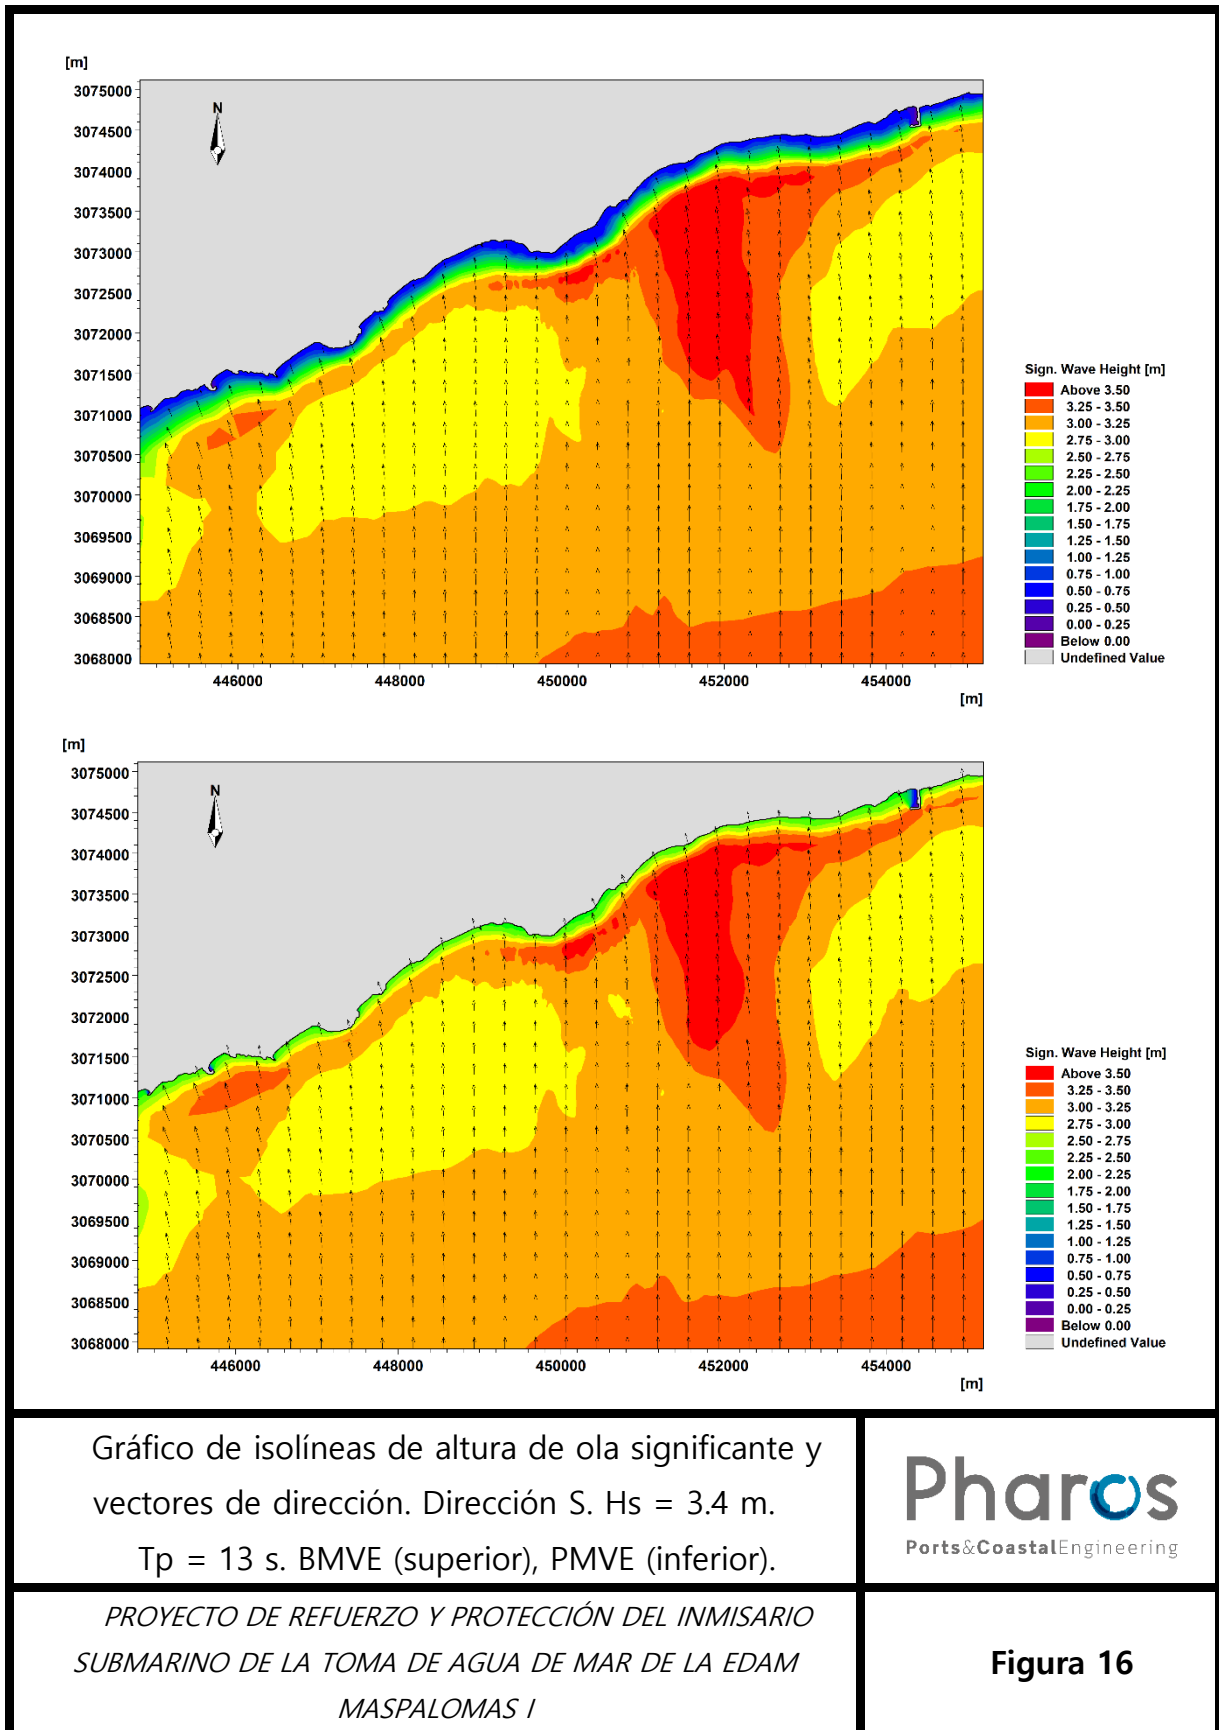 [m]
3075000
3074500
3074000
3073500
3073000
3072500
3072000
3071500
3071000
3070500
3070000
3069500
3069000
3068500
3068000
N
446000 448000 450000 452000 454000
[m]
Sign. Wave Height [m]
Above 3.50
3.25 - 3.50
3.00 - 3.25
2.75 - 3.00
2.50 - 2.75
2.25 - 2.50
2.00 - 2.25
1.75 - 2.00
1.50 - 1.75
1.25 - 1.50
1.00 - 1.25
0.75 - 1.00
0.50 - 0.75
0.25 - 0.50
0.00 - 0.25
Below 0.00
Undefined Value
[m]
3075000
3074500
3074000
3073500
3073000
3072500
3072000
3071500
3071000
3070500
3070000
3069500
3069000
3068500
3068000
N
446000 448000 450000 452000 454000
[m]
Sign. Wave Height [m]
Above 3.50
3.25 - 3.50
3.00 - 3.25
2.75 - 3.00
2.50 - 2.75
2.25 - 2.50
2.00 - 2.25
1.75 - 2.00
1.50 - 1.75
1.25 - 1.50
1.00 - 1.25
0.75 - 1.00
0.50 - 0.75
0.25 - 0.50
0.00 - 0.25
Below 0.00
Undefined Value
Gráfico de isolíneas de altura de ola significante y
vectores de dirección. Dirección S. Hs = 3.4 m.
Tp = 13 s. BMVE (superior), PMVE (inferior).
Pharos
Ports&CoastalEngineering
PROYECTO DE REFUERZO Y PROTECCIÓN DEL INMISARIO
SUBMARINO DE LA TOMA DE AGUA DE MAR DE LA EDAM
MASPALOMAS I
Figura 16